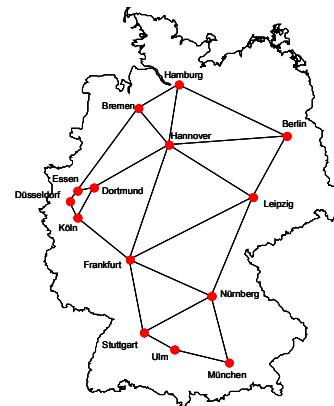 Hamburg
Bremen
Berlin
Hannover
Essen
Dortmund
Düsseldorf
Leipzig
Köln
Frankfurt
Nürnberg
Stuttgart
Ulm
München